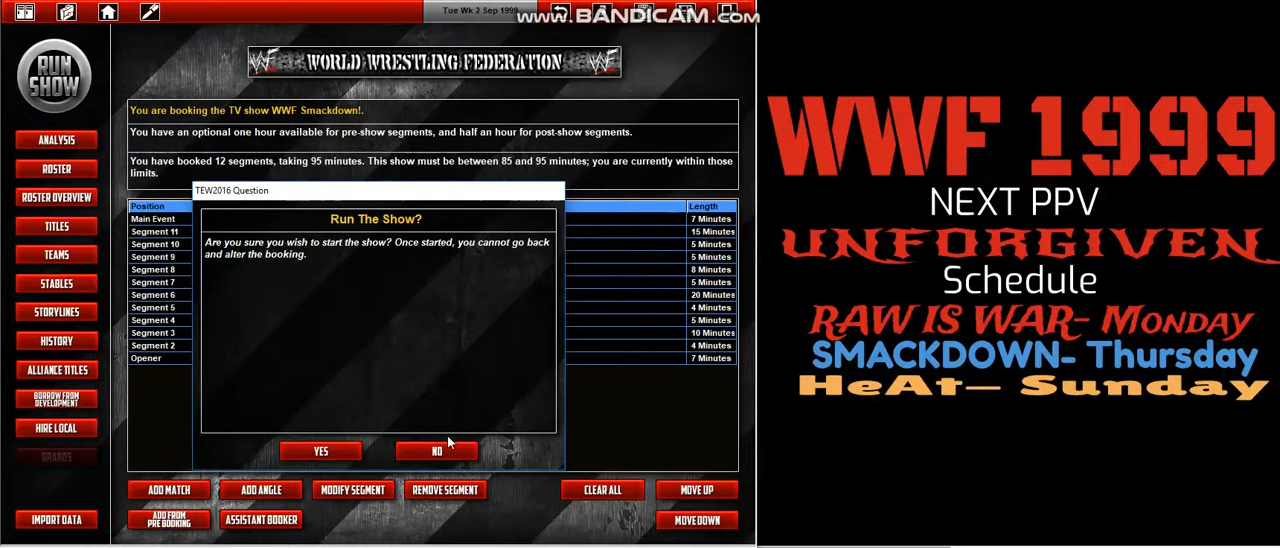 Tue Wk 2 Sep 1999
www.BANDICAM.com
WORLD WRESTLING FEDERATION
RUN SHOW
You are booking the TV show WWF Smackdown!.
You have an optional one hour available for pre-show segments, and half an hour for post-show segments.
You have booked 12 segments, taking 95 minutes. This show must be between 85 and 95 minutes; you are currently within those
limits.
ANALYSIS
ROSTER
ROSTER OVERVIEW
TITLES
TEAMS
STABLES
STORYLINES
HISTORY
ALLIANCE TITLES
BORROW FROM DEVELOPMENT
HIRE LOCAL
BRANDS
IMPORT DATA
Position Length
Main Event 7 Minutes
Segment 11 15 Minutes
Segment 10 5 Minutes
Segment 9 5 Minutes
Segment 8 8 Minutes
Segment 7 5 Minutes
Segment 6 20 Minutes
Segment 5 4 Minutes
Segment 4 5 Minutes
Segment 3 10 Minutes
Segment 2 4 Minutes
Opener 7 Minutes
TEW2016 Question
Run The Show?
Are you sure you wish to start the show? Once started, you cannot go back
and alter the booking.
YES NO
ADD MATCH ADD ANGLE MODIFY SEGMENT REMOVE SEGMENT CLEAR ALL MOVE UP
ADD FROM PRE BOOKING ASSISTANT BOOKER MOVE DOWN
WWF 1999
NEXT PPV
UNFORGIVEN
Schedule
RAW IS WAR- Monday
SMACKDOWN- Thursday
HeAt— Sunday